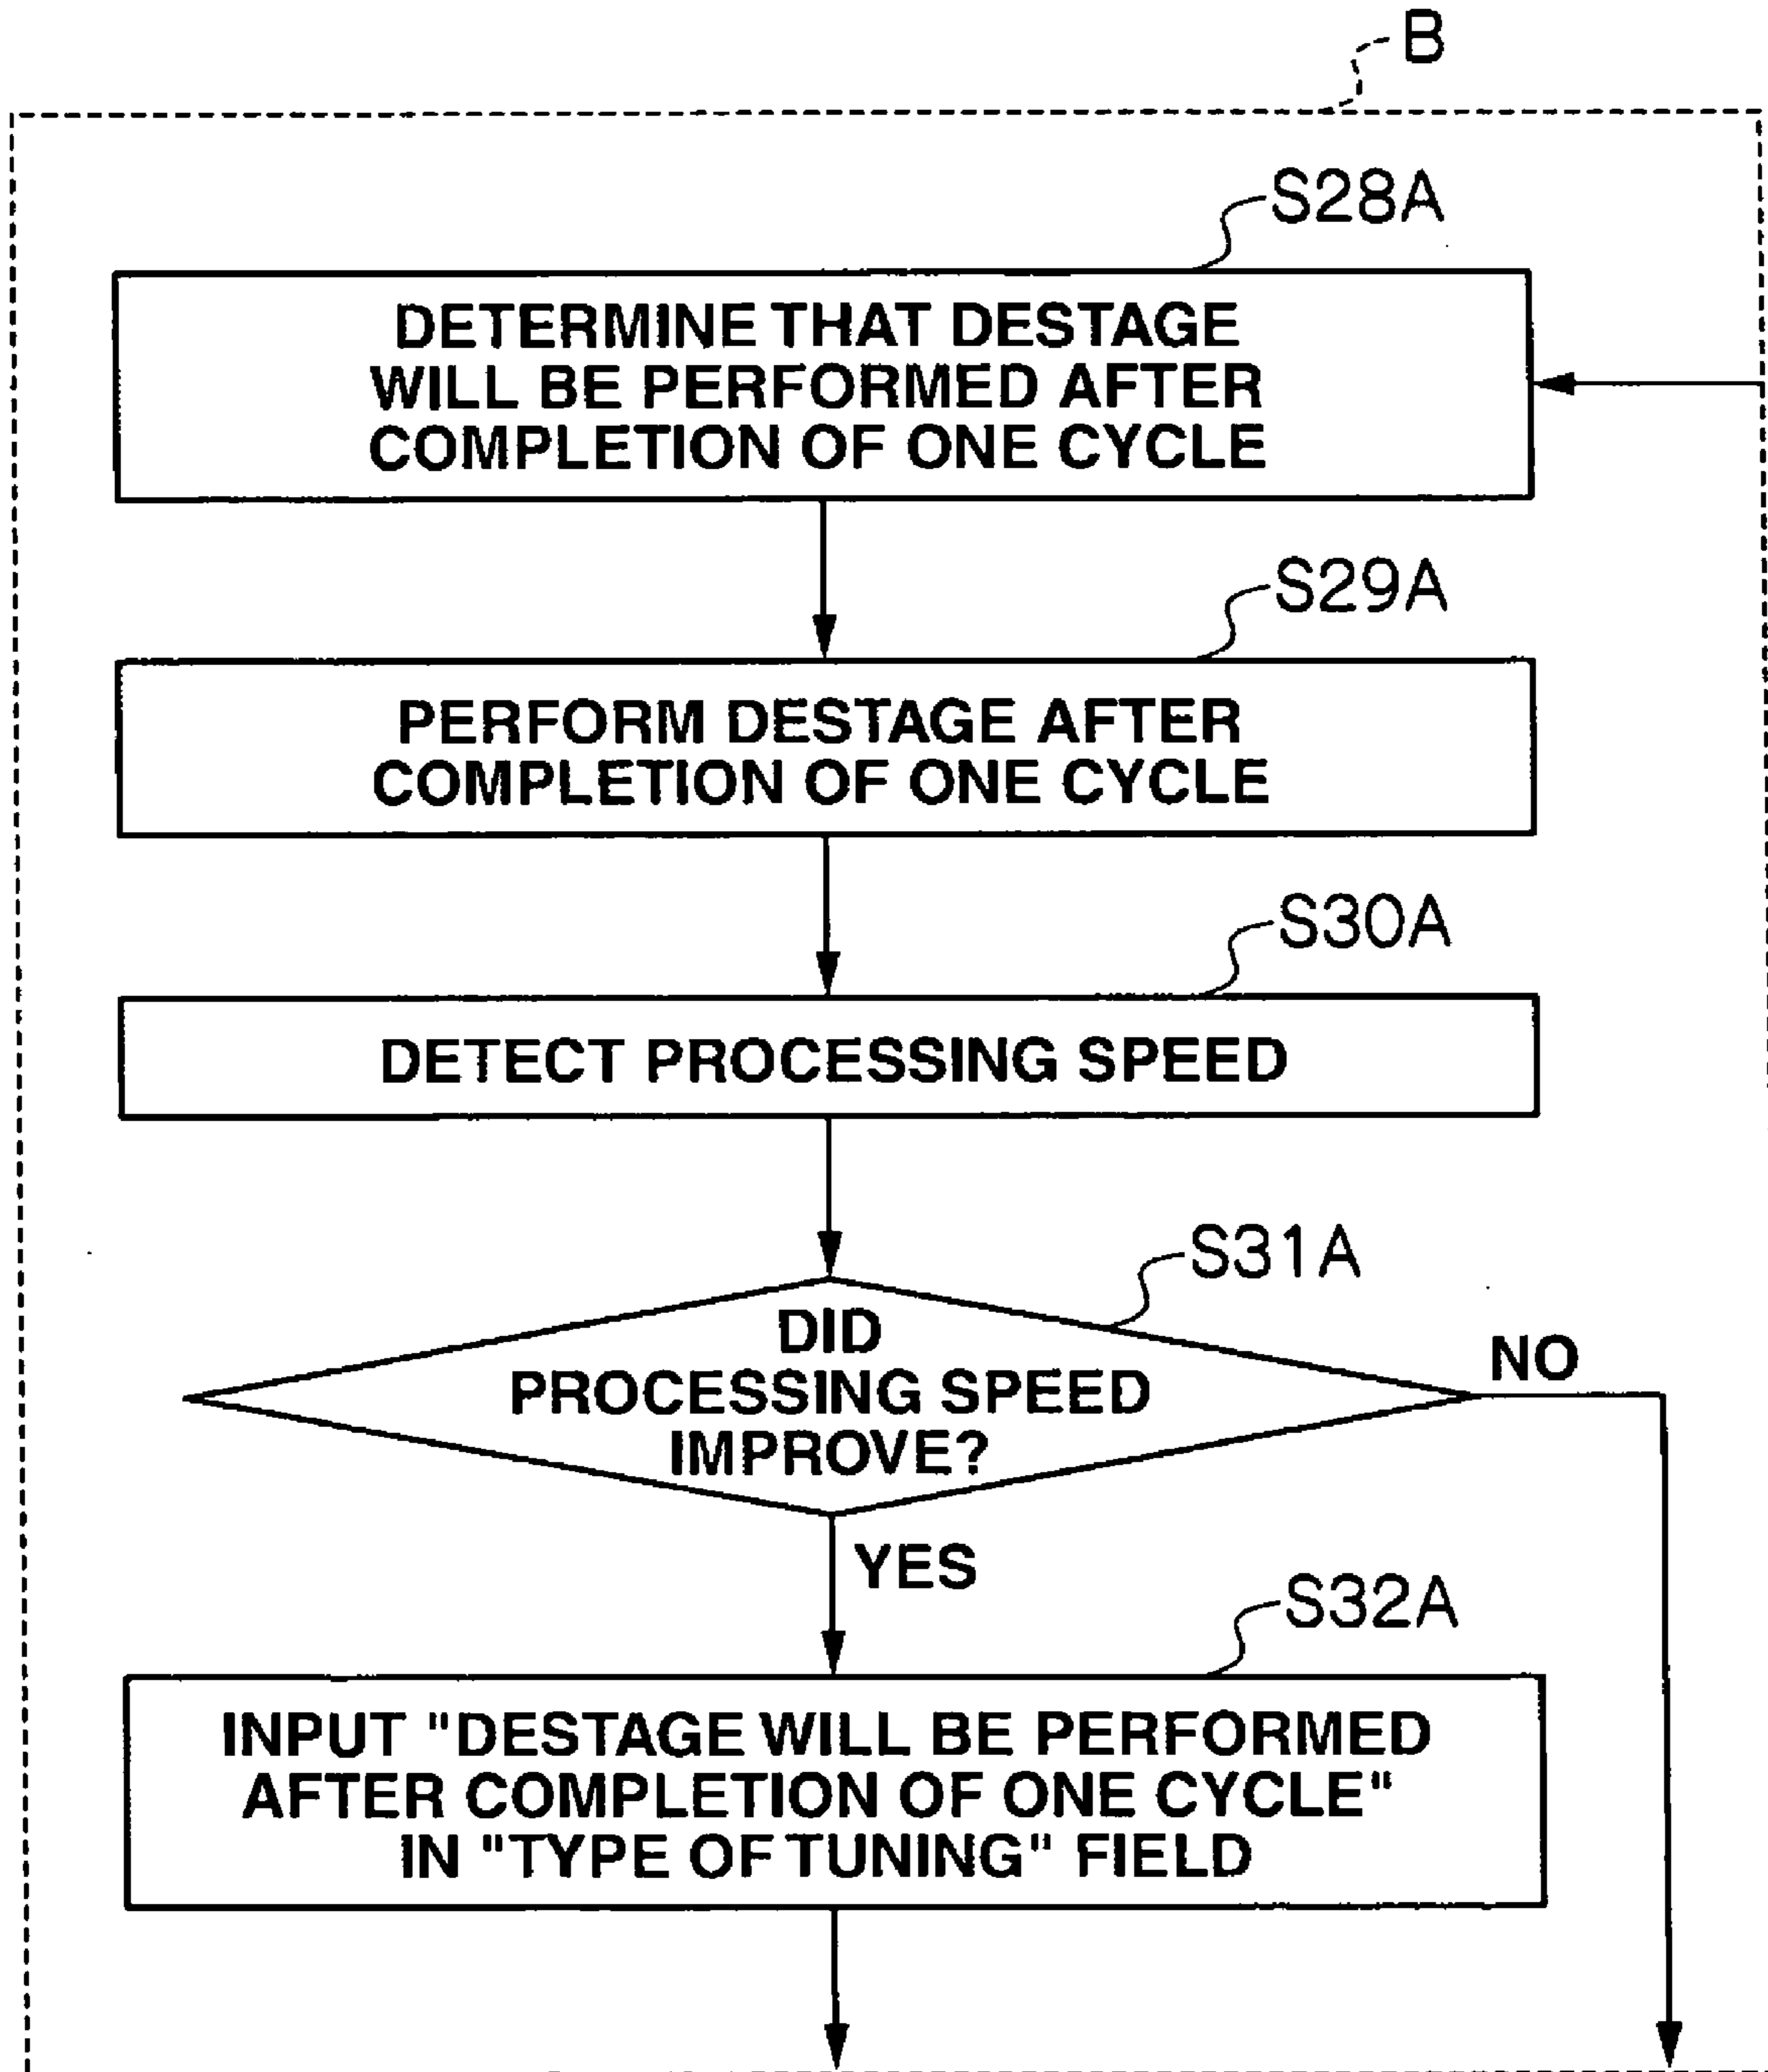 B
S28A
DETERMINE THAT DESTAGE
WILL BE PERFORMED AFTER
COMPLETION OF ONE CYCLE
S29A
PERFORM DESTAGE AFTER
COMPLETION OF ONE CYCLE
S30A
DETECT PROCESSING SPEED
S31A
DID
PROCESSING SPEED
IMPROVE?
NO
YES
S32A
INPUT "DESTAGE WILL BE PERFORMED
AFTER COMPLETION OF ONE CYCLE"
IN "TYPE OF TUNING" FIELD